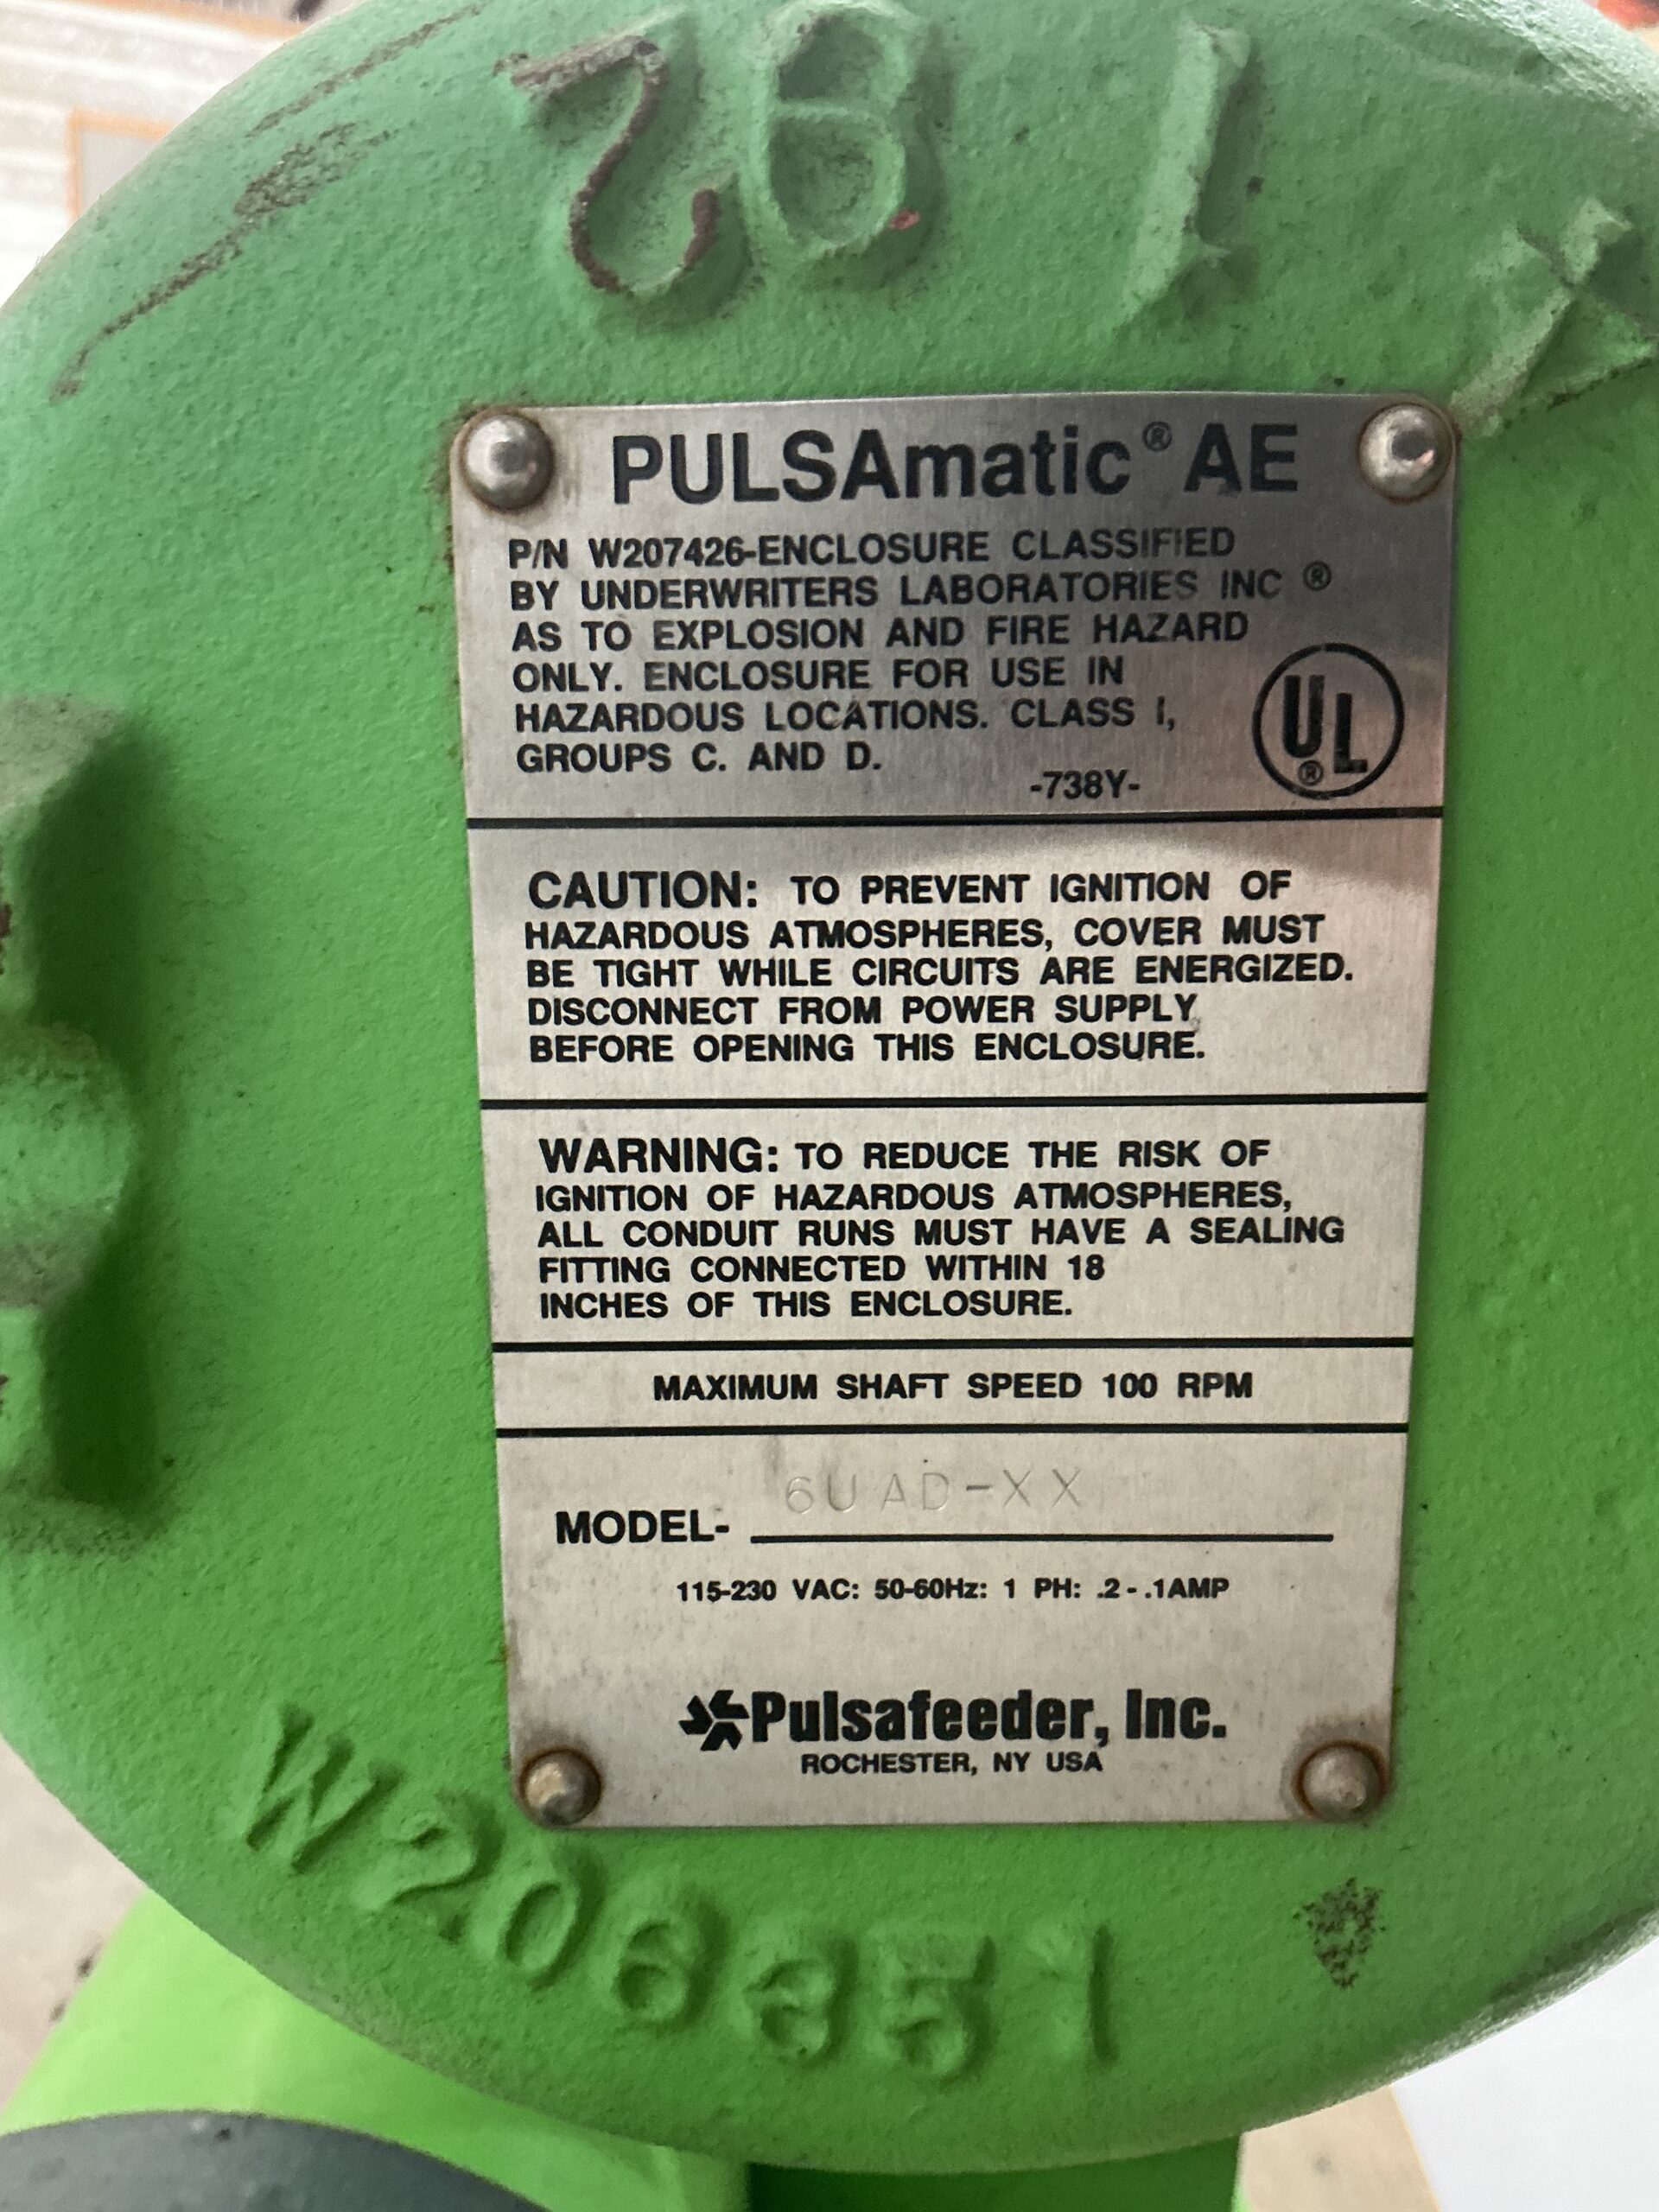 PULSAmatic® AE
P/N W207426-ENCLOSURE CLASSIFIED
BY UNDERWRITERS LABORATORIES INC ®
AS TO EXPLOSION AND FIRE HAZARD
ONLY. ENCLOSURE FOR USE IN
HAZARDOUS LOCATIONS. CLASS I,
GROUPS C. AND D.
-738Y-
UL
®
CAUTION: TO PREVENT IGNITION OF
HAZARDOUS ATMOSPHERES, COVER MUST
BE TIGHT WHILE CIRCUITS ARE ENERGIZED.
DISCONNECT FROM POWER SUPPLY
BEFORE OPENING THIS ENCLOSURE.
WARNING: TO REDUCE THE RISK OF
IGNITION OF HAZARDOUS ATMOSPHERES,
ALL CONDUIT RUNS MUST HAVE A SEALING
FITTING CONNECTED WITHIN 18
INCHES OF THIS ENCLOSURE.
MAXIMUM SHAFT SPEED 100 RPM
MODEL- 6UAD-XX
115-230 VAC: 50-60Hz: 1 PH: .2 - .1AMP
Pulsafeeder, Inc.
ROCHESTER, NY USA